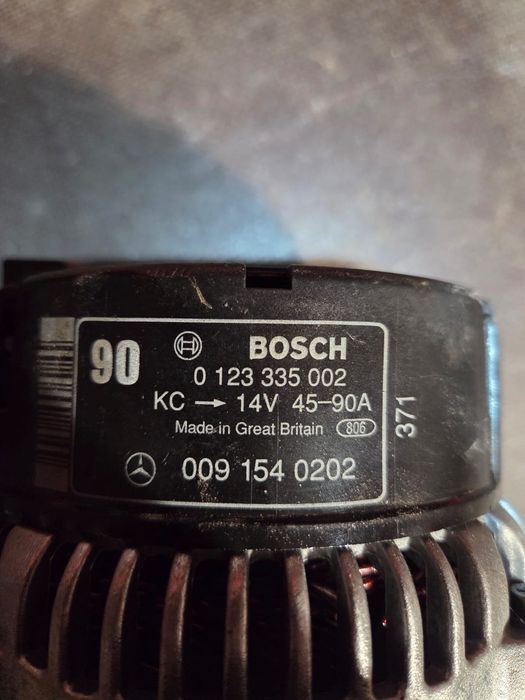 90 BOSCH
0 123 335 002
KC → 14V 45-90A
Made in Great Britain 806
009 154 0202
371